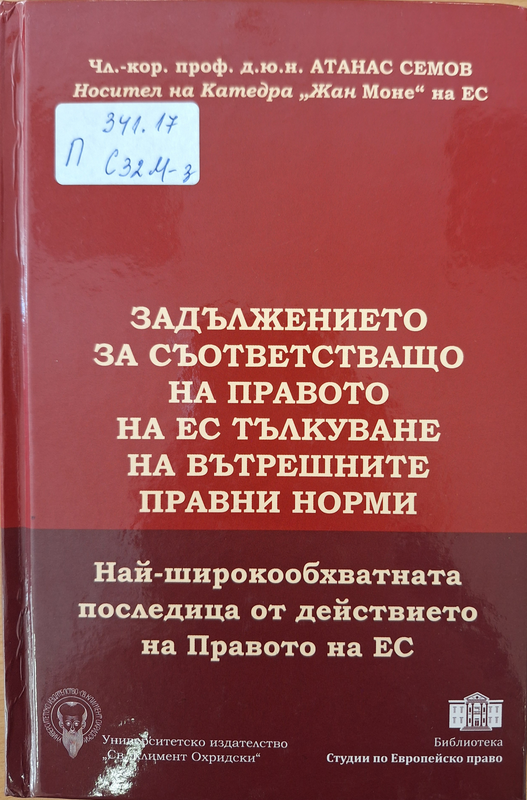 Чл.-кор. проф. д.ю.н. АТАНАС СЕМОВ
Носител на Катедра „Жан Моне“ на ЕС
341.17
П С32М-з
ЗАДЪЛЖЕНИЕТО
ЗА СЪОТВЕТСТВАЩО
НА ПРАВОТО
НА ЕС ТЪЛКУВАНЕ
НА ВЪТРЕШНИТЕ
ПРАВНИ НОРМИ
Най-широкообхватната
последица от действието
на Правото на ЕС
Университетско издателство
„Св. Климент Охридски“
Библиотека
Студии по Европейско право